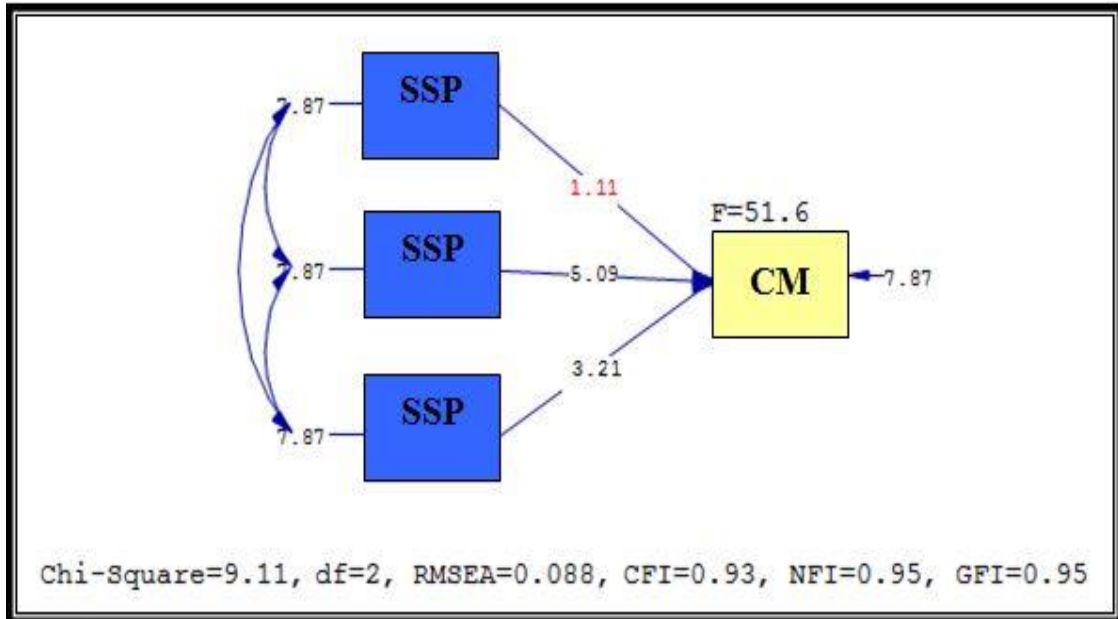 SSP
7.87
1.11
F=51.6
SSP
7.87
5.09
CM
7.87
3.21
SSP
7.87
Chi-Square=9.11, df=2, RMSEA=0.088, CFI=0.93, NFI=0.95, GFI=0.95